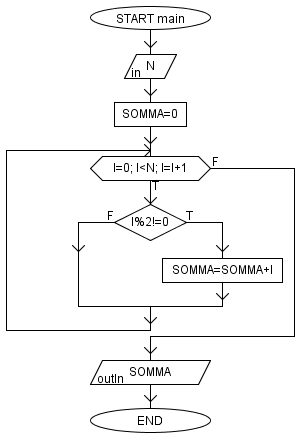 START main
N
in
SOMMA=0
I=0; I<N; I=I+1
F
T
F
I%2!=0
T
SOMMA=SOMMA+I
SOMMA
outln
END